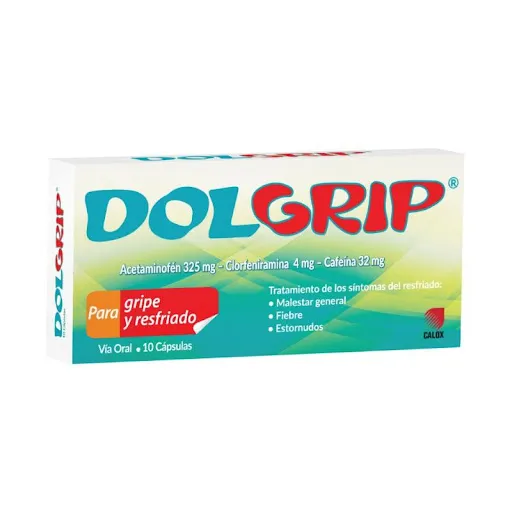 DOLGRIP®
Acetaminofén 325 mg - Clorfeniramina 4 mg - Cafeína 32 mg
Para gripe
y resfriado
Vía Oral • 10 Cápsulas
Tratamiento de los síntomas del resfriado:
• Malestar general
• Fiebre
• Estornudos
CALOX
DOLGRIP